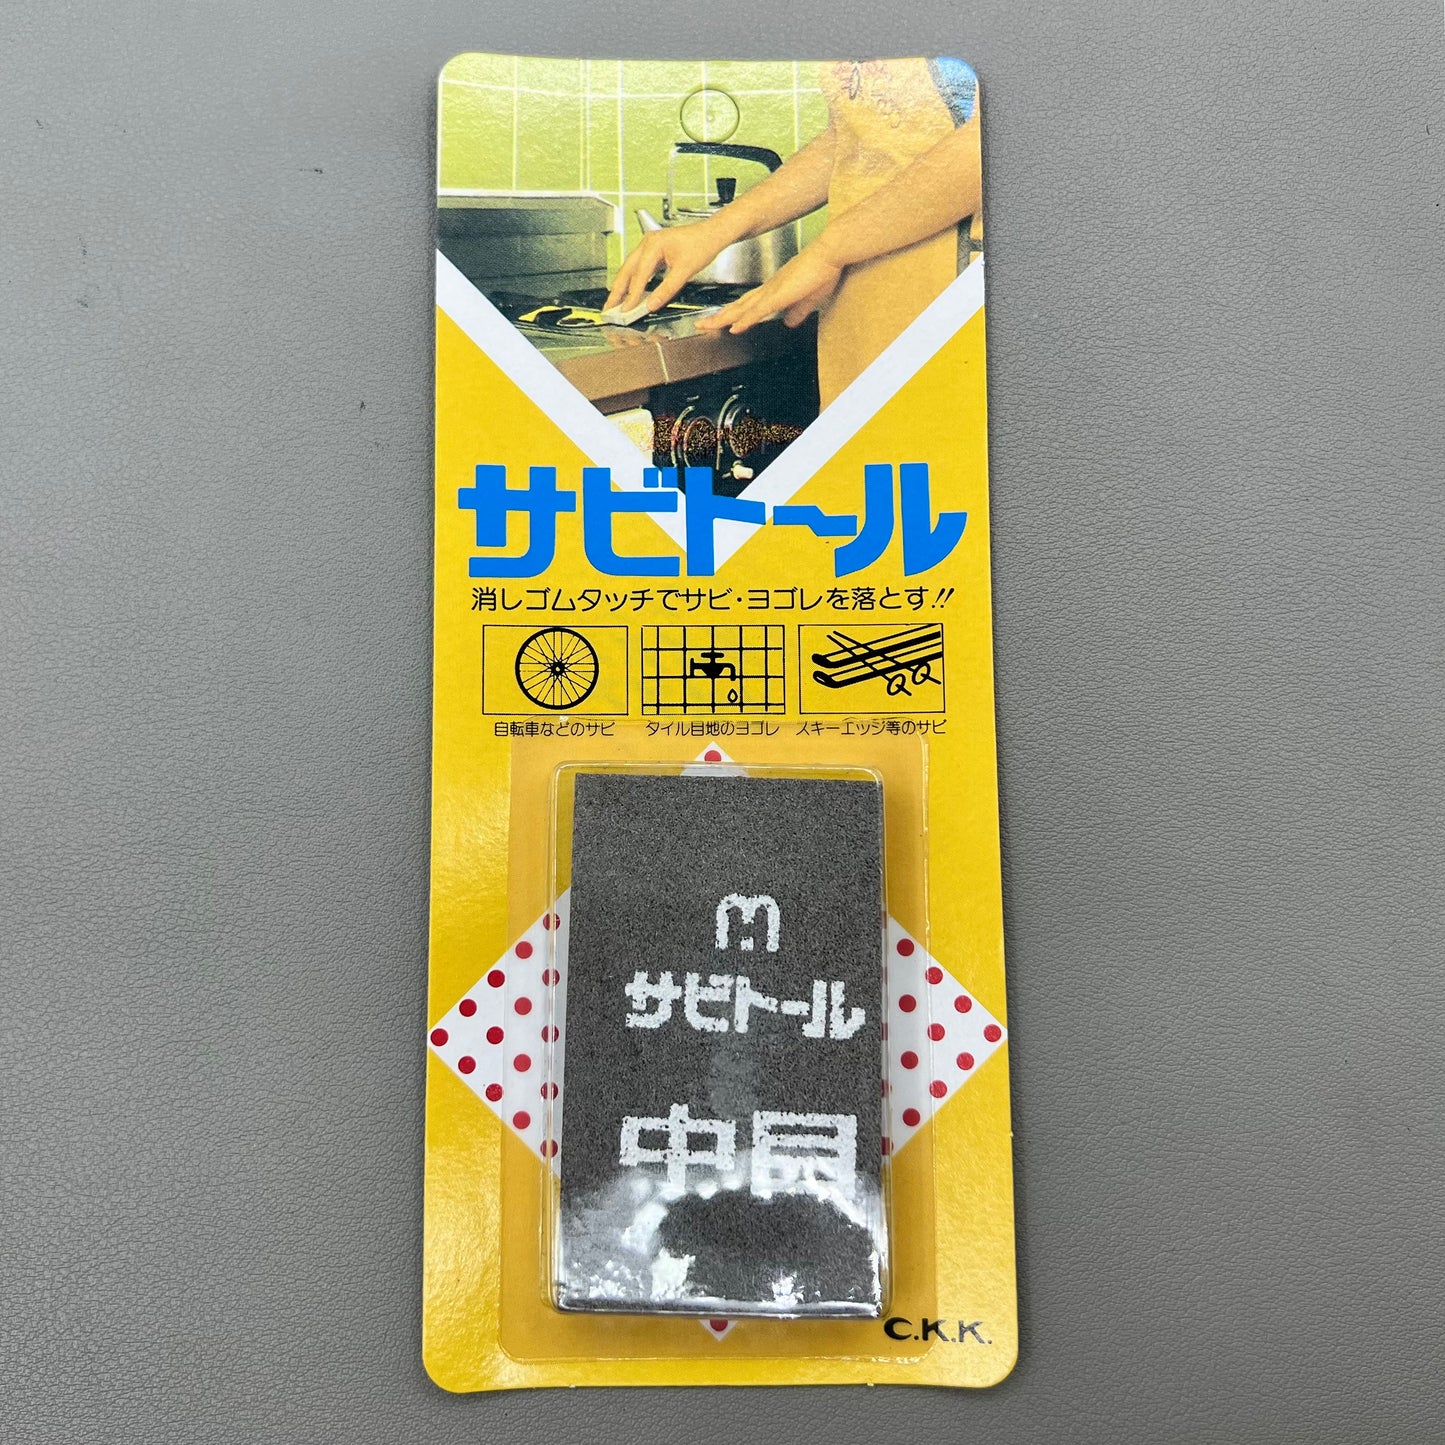 サビトール
消しゴムタッチでサビ・ヨゴレを落とす!!
自転車などのサビ
タイル目地のヨゴレ
スキーエッジ等のサビ
サビトール
中目
C.K.K.